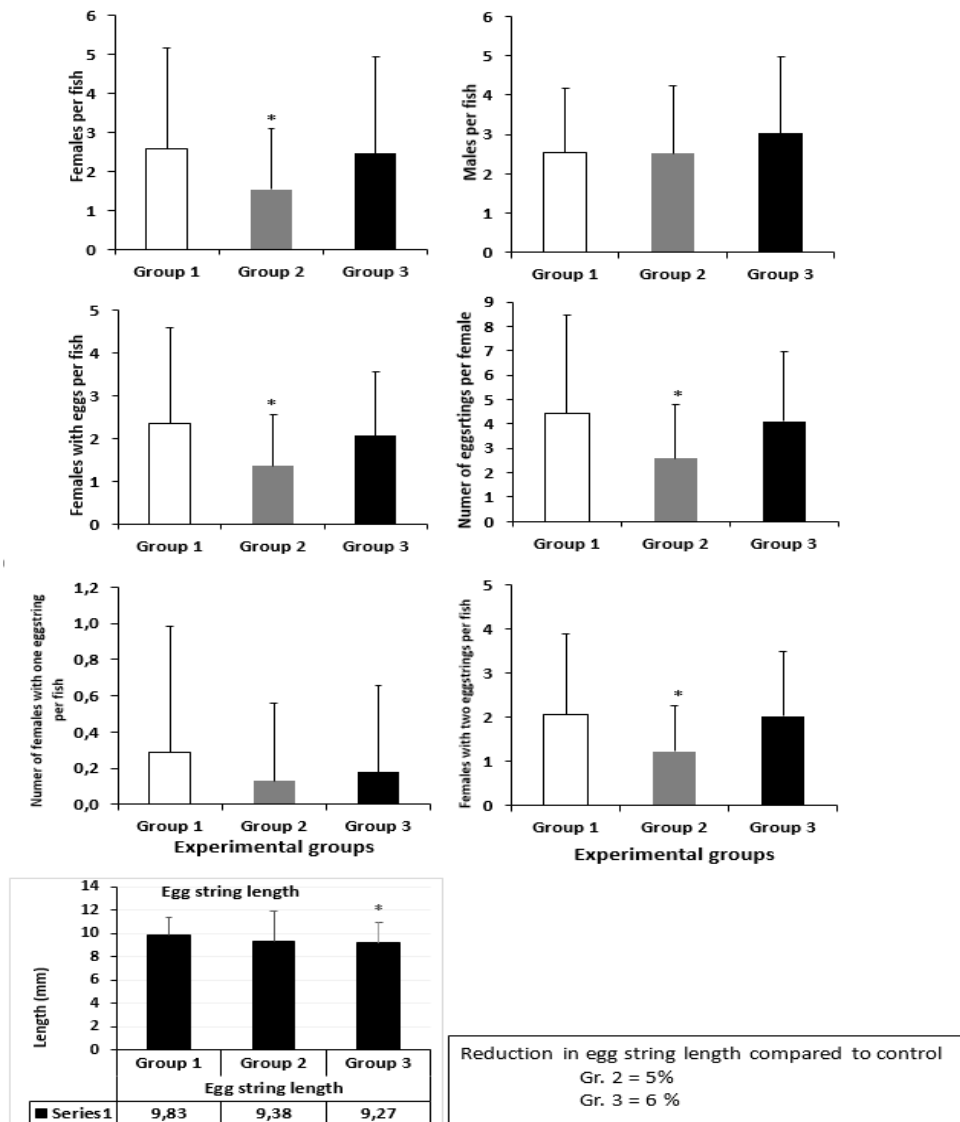 Females per fish
6
5
4
3
2
1
0
*
Group 1 Group 2 Group 3
Males per fish
6
5
4
3
2
1
0
Group 1 Group 2 Group 3
Females with eggs per fish
5
4
3
2
1
0
*
Group 1 Group 2 Group 3
Numer of eggsrtings per female
9
8
7
6
5
4
3
2
1
0
*
Group 1 Group 2 Group 3
Numer of females with one eggstring
per fish
1,2
1,0
0,8
0,6
0,4
0,2
0,0
Group 1 Group 2 Group 3
Experimental groups
Females with two eggstrings per fish
5
4
3
2
1
0
*
Group 1 Group 2 Group 3
Experimental groups
Egg string length
Length (mm)
14
12
10
8
6
4
2
0
*
Group 1 Group 2 Group 3
Egg string length
Series1 9,83 9,38 9,27
Reduction in egg string length compared to control
Gr. 2 = 5%
Gr. 3 = 6 %